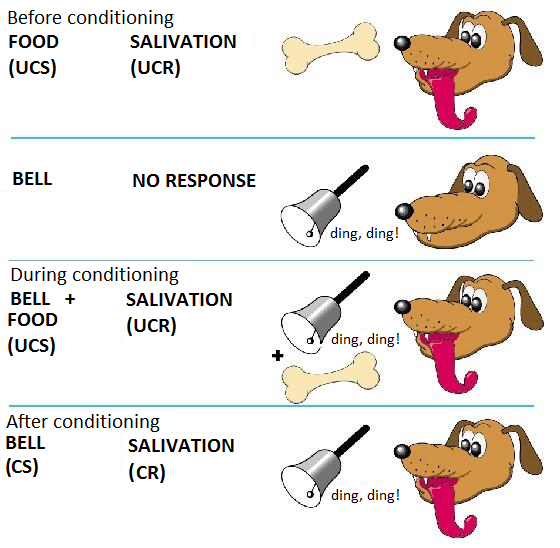 Before conditioning
FOOD SALIVATION
(UCS) (UCR)
BELL NO RESPONSE
ding, ding!
During conditioning
BELL + SALIVATION
FOOD (UCR)
(UCS)
ding, ding!
+
After conditioning
BELL SALIVATION
(CS) (CR)
ding, ding!